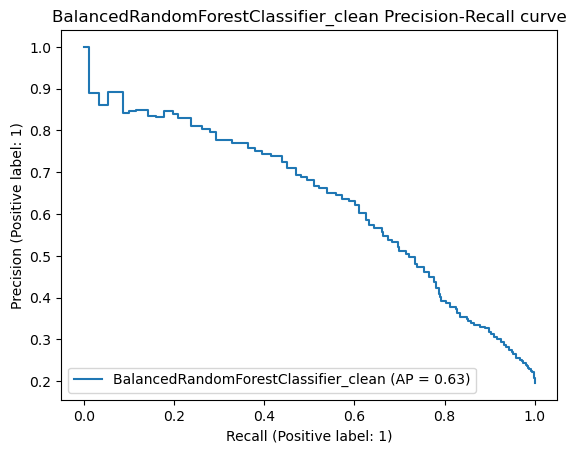 BalancedRandomForestClassifier_clean Precision-Recall curve
1.0
0.9
0.8
0.7
0.6
0.5
0.4
0.3
0.2
Precision (Positive label: 1)
BalancedRandomForestClassifier_clean (AP = 0.63)
0.0 0.2 0.4 0.6 0.8 1.0
Recall (Positive label: 1)